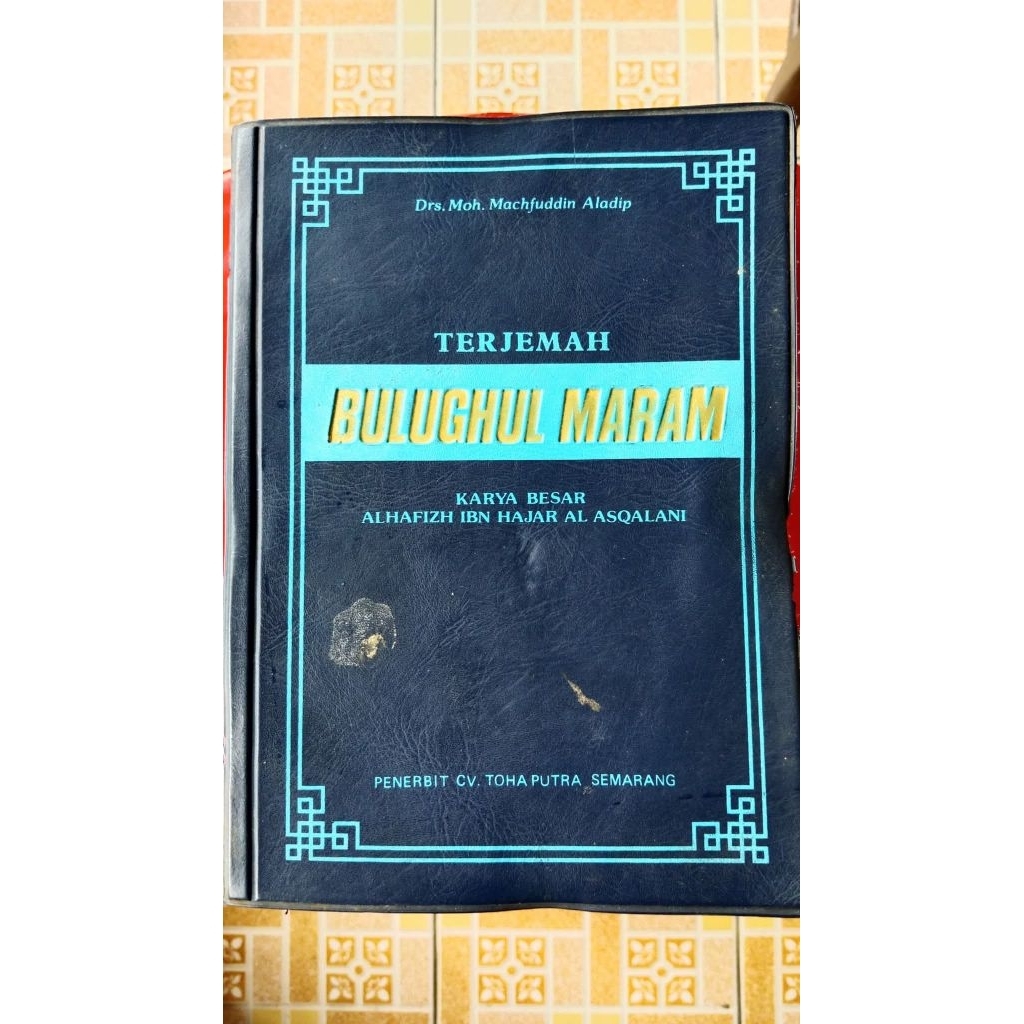 Drs. Moh. Machfuddin Aladip
TERJEMAH
BULUGHUL MARAM
KARYA BESAR
ALHAFIZH IBN HAJAR AL ASQALANI
PENERBIT CV. TOHA PUTRA SEMARANG